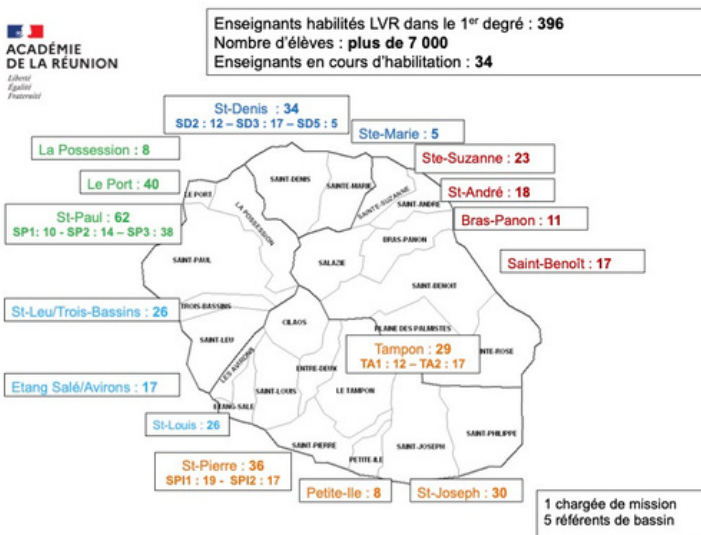 ACADÉMIE
DE LA RÉUNION
Liberté
Égalité
Fraternité
Enseignants habilités LVR dans le 1er degré : 396
Nombre d'élèves : plus de 7 000
Enseignants en cours d'habilitation : 34
St-Denis : 34
SD2 : 12 – SD3 : 17 – SD5 : 5
Ste-Marie : 5
La Possession : 8
Ste-Suzanne : 23
Le Port : 40
St-André : 18
St-Paul : 62
SP1: 10 - SP2 : 14 – SP3 : 38
Bras-Panon : 11
Saint-Benoît : 17
St-Leu/Trois-Bassins : 26
Tampon : 29
TA1 : 12 – TA2 : 17
Etang Salé/Avirons : 17
St-Louis : 26
St-Pierre : 36
SPI1 : 19 - SPI2 : 17
Petite-Ile : 8
St-Joseph : 30
1 chargée de mission
5 référents de bassin
SAINT-DENIS
SAINTE-MARIE
SAINTE-SUZANNE
LE PORT
LA POSSESSION
SAINT-ANDRE
BRAS-PANON
SAINT-PAUL
SALAZIE
SAINT-BENOIT
TROIS-BASSINS
CILAOS
PLAINE DES PALMISTES
NTE-ROSE
SAINT-LEU
LES AVIRONS
ENTRE-DEUX
SAINT-LOUIS
LE TAMPON
ETANG-SALE
SAINT-PIERRE
PETITE-ILE
SAINT-JOSEPH
SAINT-PHILIPPE